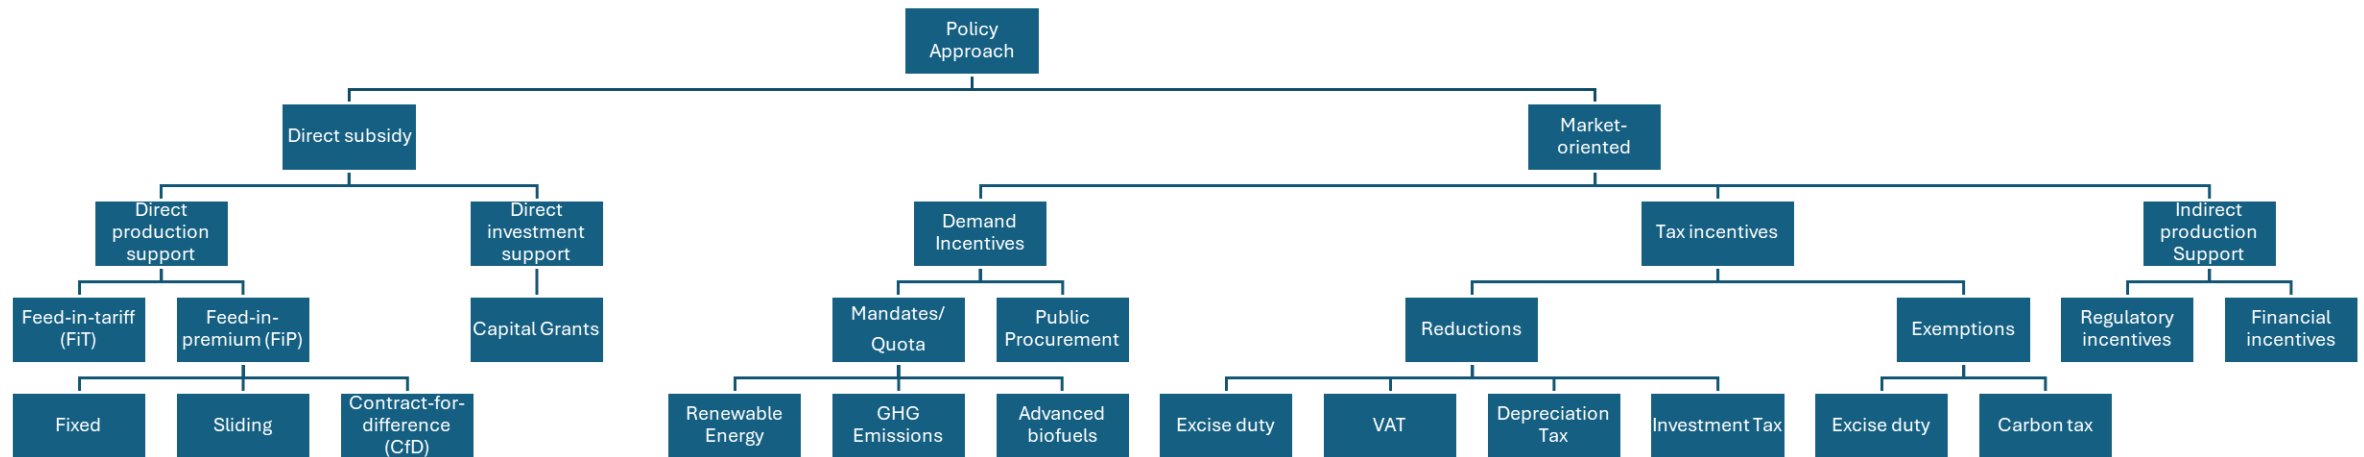 Policy
Approach
Direct subsidy
Market-
oriented
Direct
production
support
Direct
investment
support
Demand
Incentives
Tax incentives
Indirect
production
Support
Feed-in-tariff
(FiT)
Feed-in-
premium (FiP)
Capital Grants
Mandates/
Quota
Public
Procurement
Reductions
Exemptions
Regulatory
incentives
Financial
incentives
Fixed
Sliding
Contract-for-
difference
(CfD)
Renewable
Energy
GHG
Emissions
Advanced
biofuels
Excise duty
VAT
Depreciation
Tax
Investment Tax
Excise duty
Carbon tax